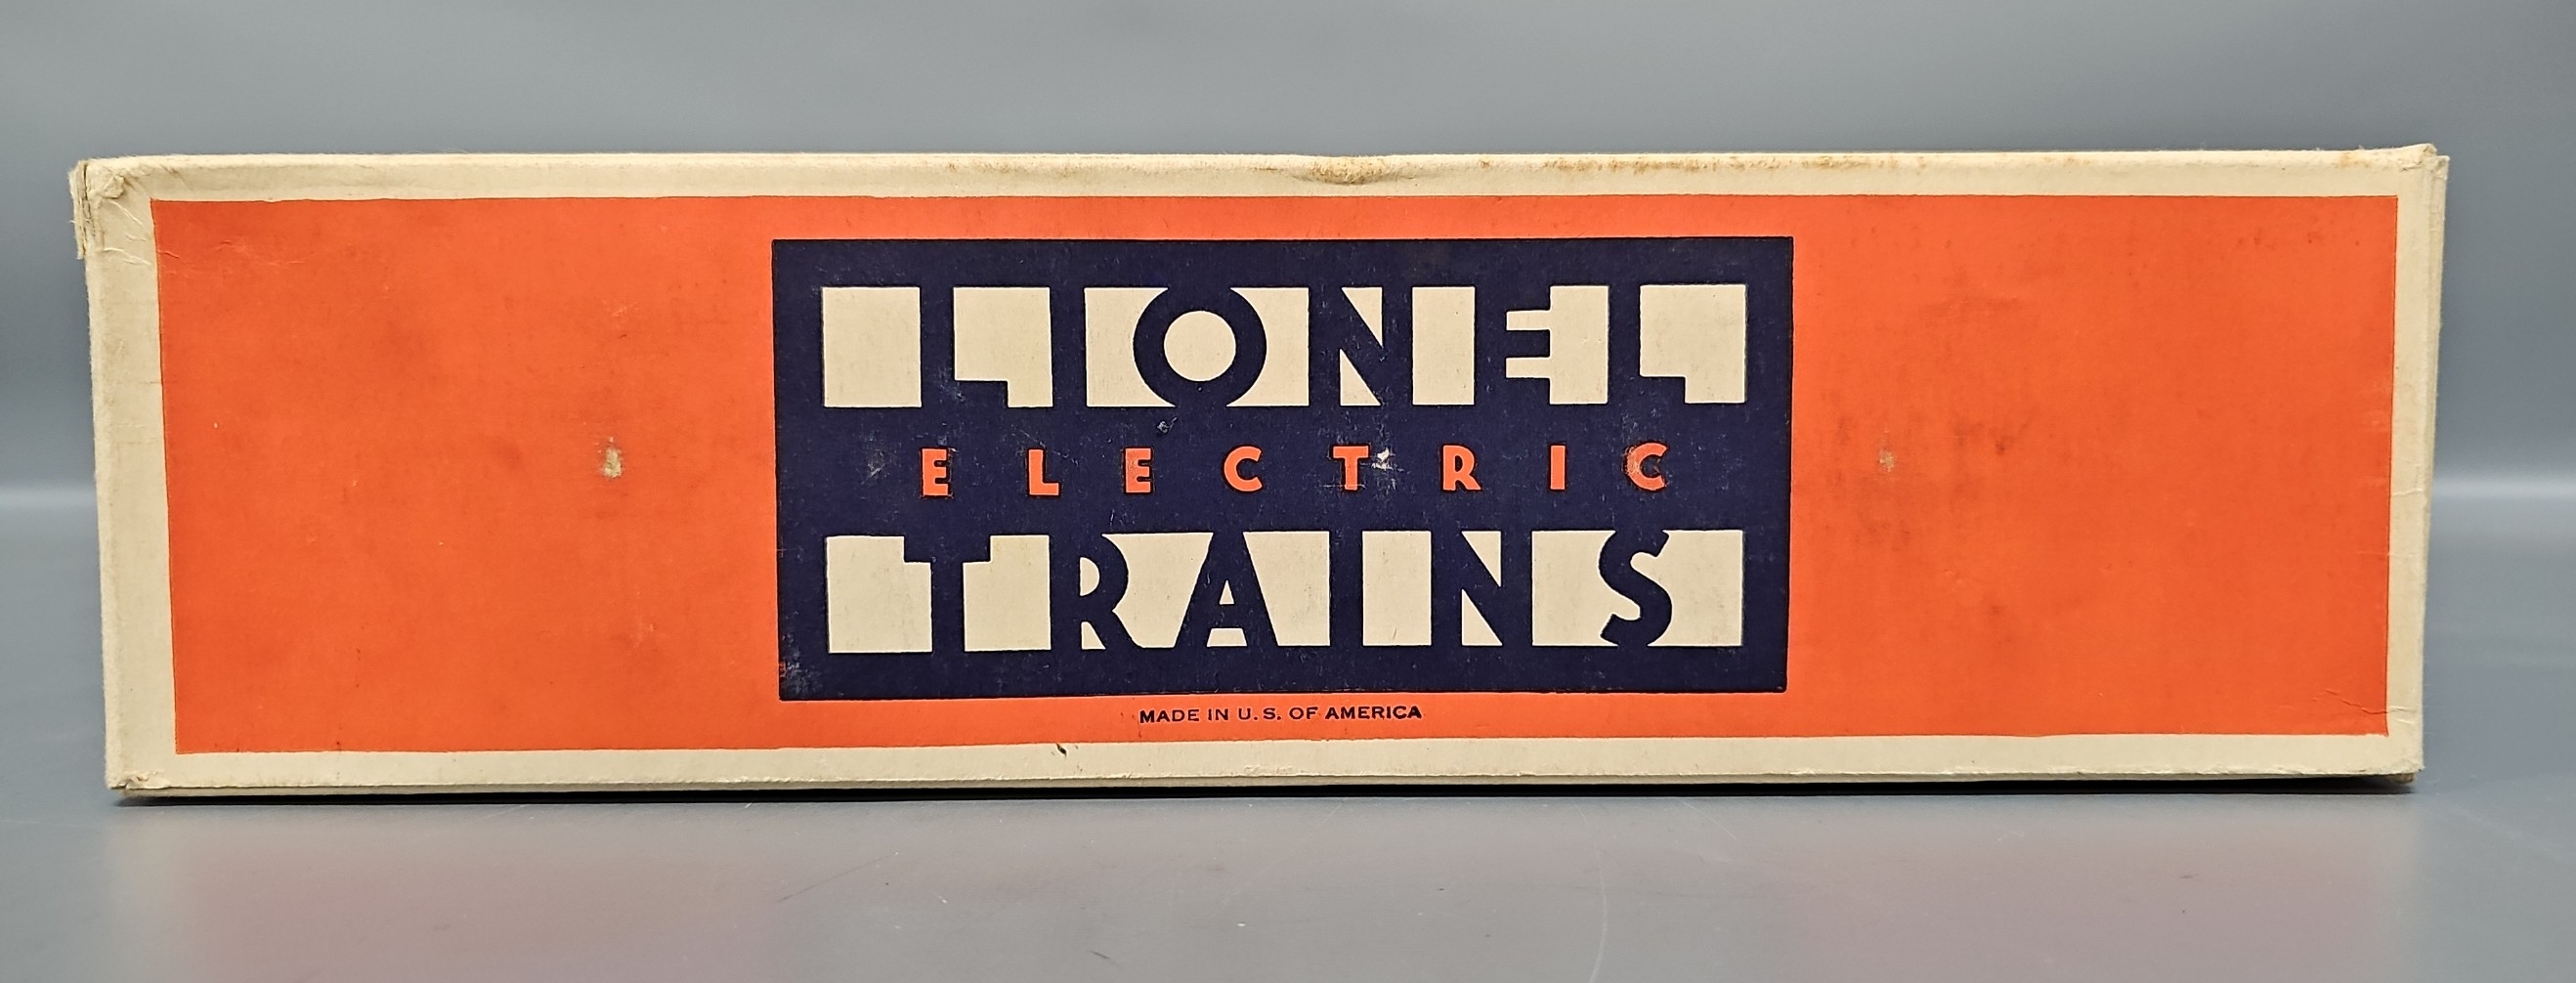 LIONEL
ELECTRIC
TRAINS
MADE IN U. S. OF AMERICA